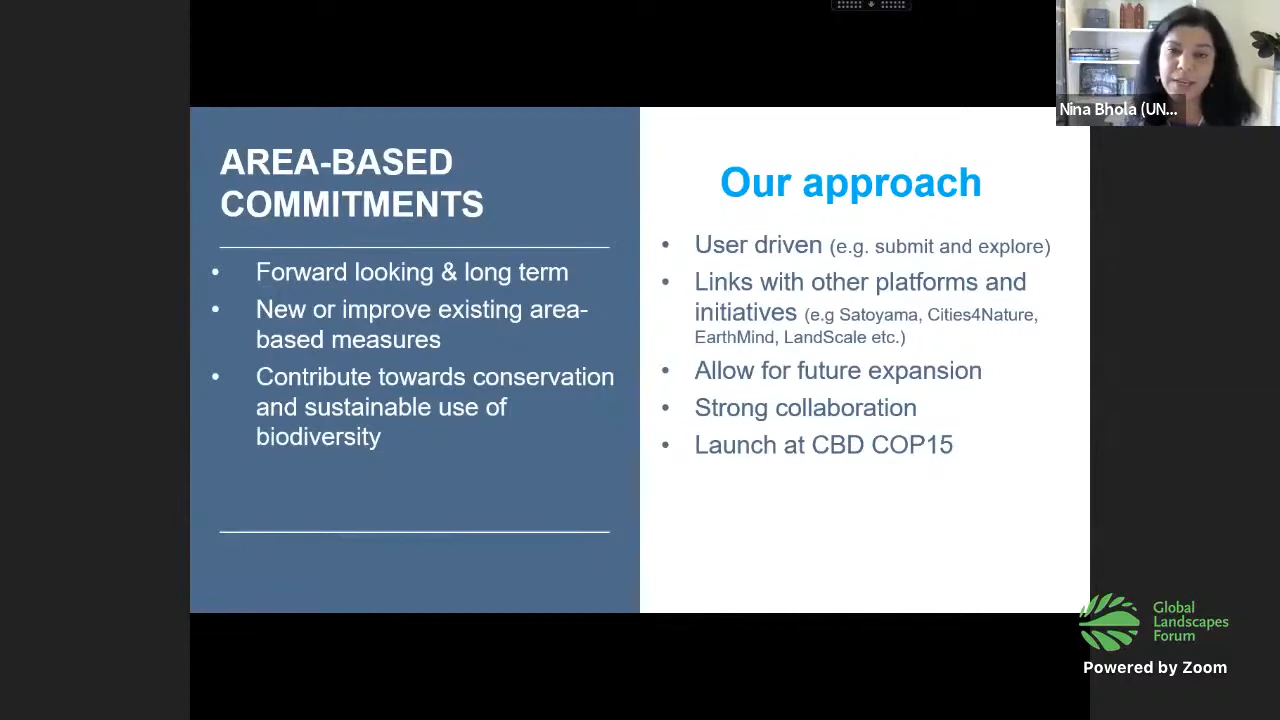 Nina Bhola (UN...
AREA-BASED
COMMITMENTS
• Forward looking & long term
• New or improve existing area-
based measures
• Contribute towards conservation
and sustainable use of
biodiversity
Our approach
• User driven (e.g. submit and explore)
• Links with other platforms and
initiatives (e.g Satoyama, Cities4Nature,
EarthMind, LandScale etc.)
• Allow for future expansion
• Strong collaboration
• Launch at CBD COP15
Global
Landscapes
Forum
Powered by Zoom